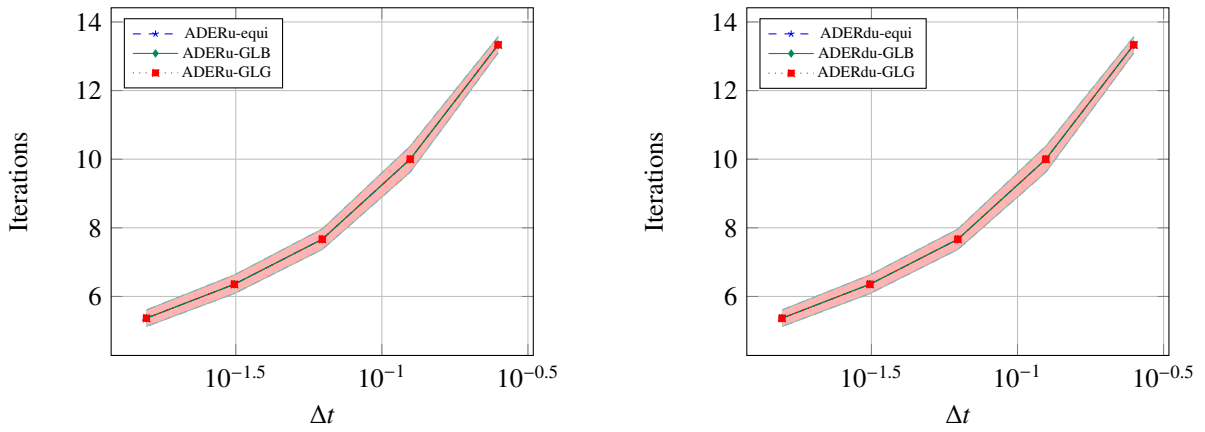 14
12
10
8
6
Iterations
ADERu-equi
ADERu-GLB
ADERu-GLG
10^{-1.5}
10^{-1}
10^{-0.5}
Δt
14
12
10
8
6
Iterations
ADERdu-equi
ADERdu-GLB
ADERdu-GLG
10^{-1.5}
10^{-1}
10^{-0.5}
Δt